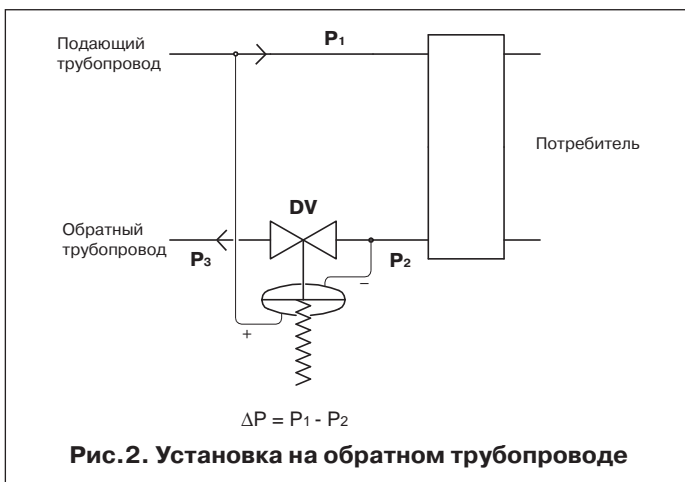 Подающий
трубопровод
P1
Потребитель
DV
Обратный
трубопровод
P3
P2
–
+
ΔP = P1 - P2
Рис.2. Установка на обратном трубопроводе